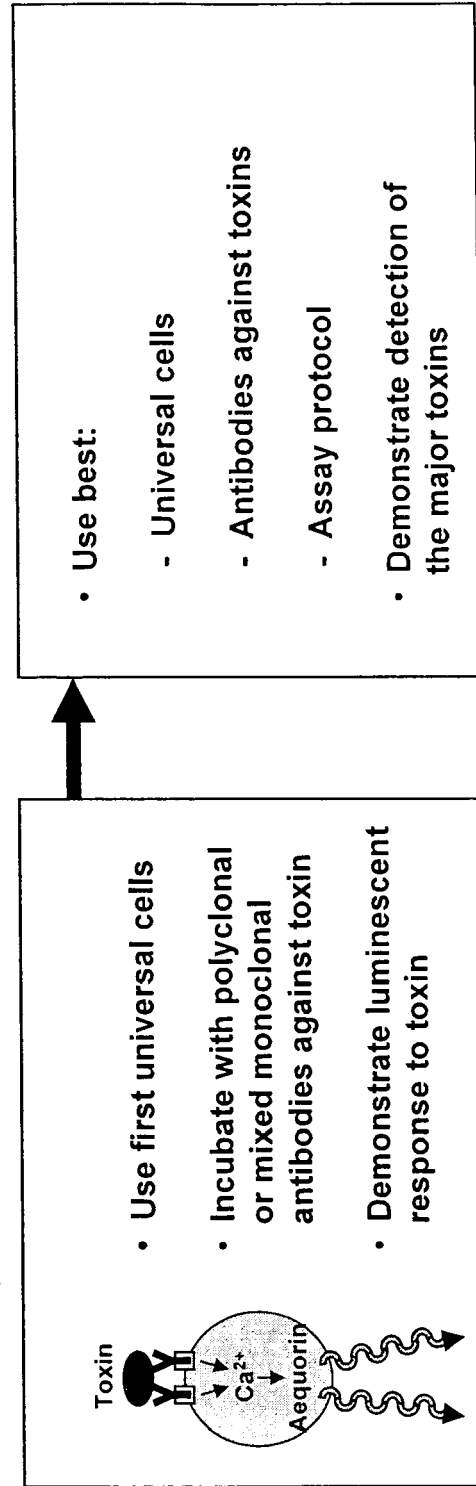 Toxin
Ca2+
Aequorin
• Use first universal cells
• Incubate with polyclonal
or mixed monoclonal
antibodies against toxin
• Demonstrate luminescent
response to toxin
• Use best:
- Universal cells
- Antibodies against toxins
- Assay protocol
• Demonstrate detection of
the major toxins